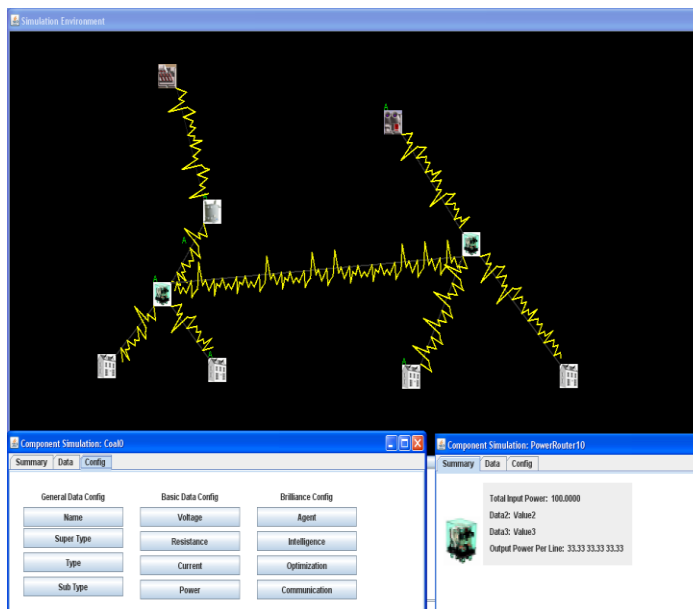 Simulation Environment
A
A
A
A
A
A
Component Simulation: Coal0
Summary Data Config
General Data Config Basic Data Config Brilliance Config
Name Voltage Agent
Super Type Resistance Intelligence
Type Current Optimization
Sub Type Power Communication
Component Simulation: PowerRouter10
Summary Data Config
Total Input Power: 100.0000
Data2: Value2
Data3: Value3
Output Power Per Line: 33.33 33.33 33.33